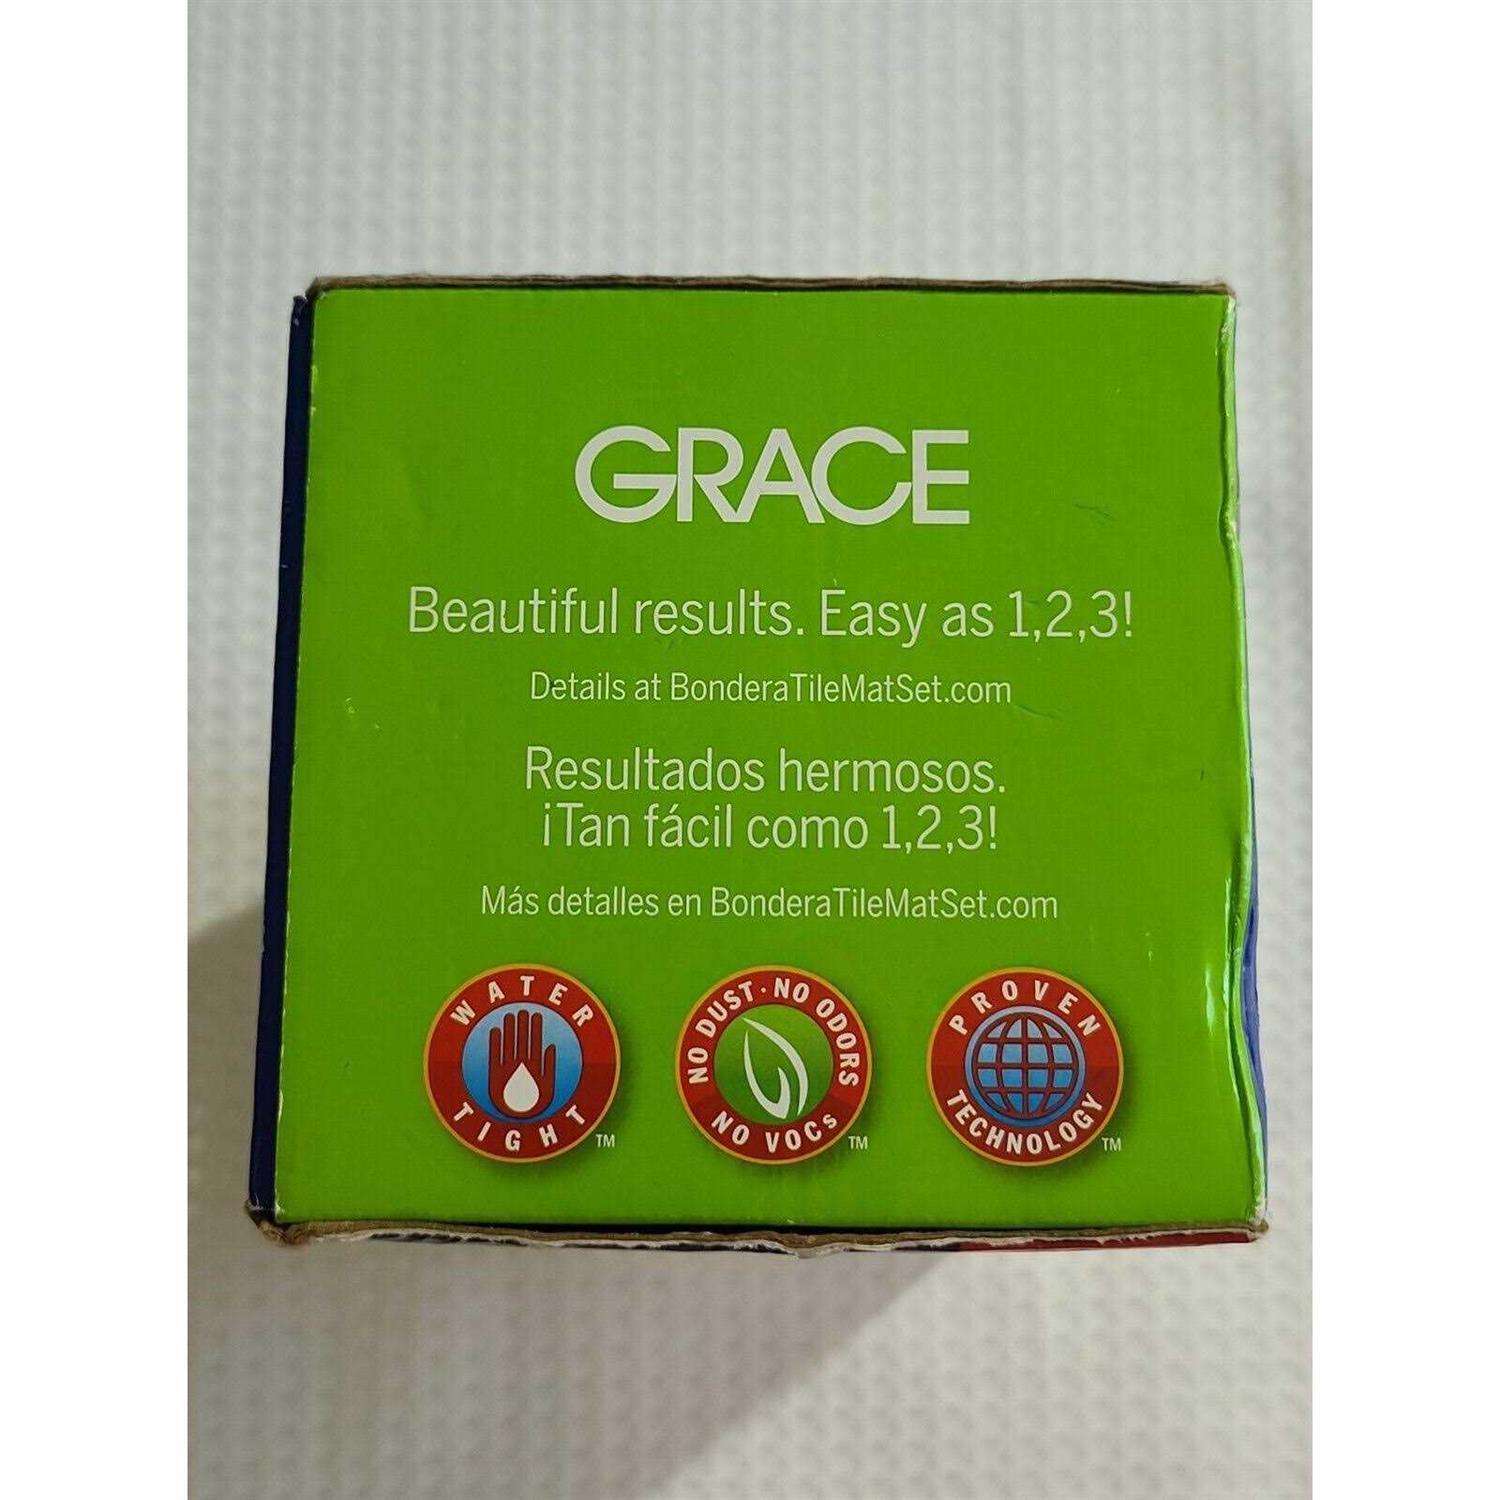 GRACE
Beautiful results. Easy as 1,2,3!
Details at BonderaTileMatSet.com
Resultados hermosos.
¡Tan fácil como 1,2,3!
Más detalles en BonderaTileMatSet.com
WATER TIGHT TM
NO DUST · NO ODORS NO VOCs TM
PROVEN TECHNOLOGY TM